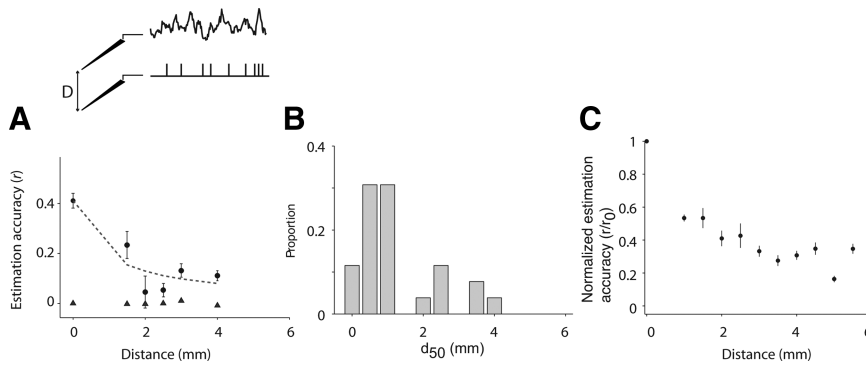 D
A
B
C
Estimation accuracy (r)
0.4
0.2
0
0
2
4
6
Distance (mm)
Proportion
0.4
0.2
0
0
2
4
6
d50 (mm)
Normalized estimation
accuracy (r/r0)
1
0.8
0.6
0.4
0.2
0
0
2
4
6
Distance (mm)